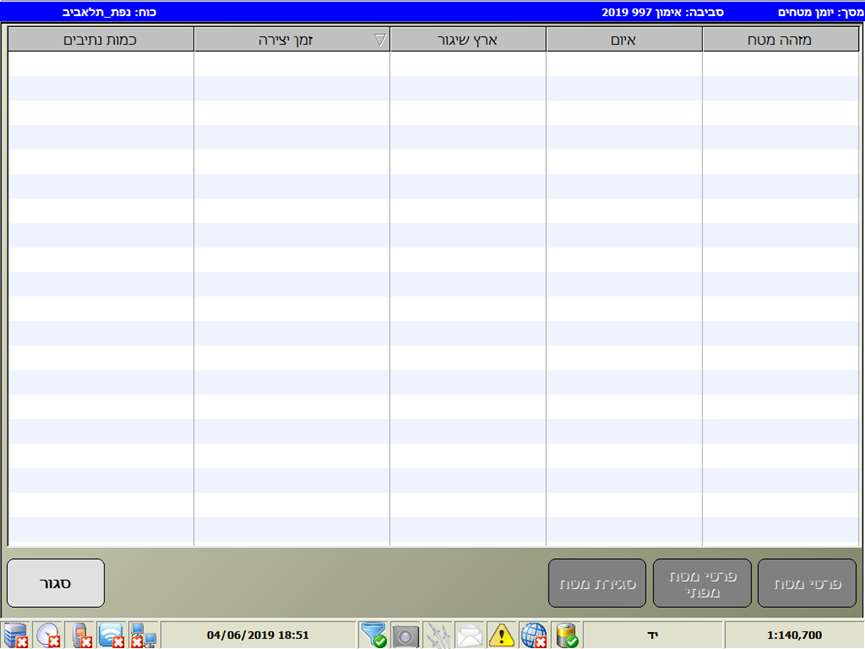 מסך: יומן מטחים סביבה: אימון 997 2019 כוח: נפת_תלאביב
מזהה מטח איום ארץ שיגור זמן יצירה כמות נתיבים
פרטי מטח
פרטי מטח
מפתי
סגירת מטח
סגור
1:140,700 יד 04/06/2019 18:51